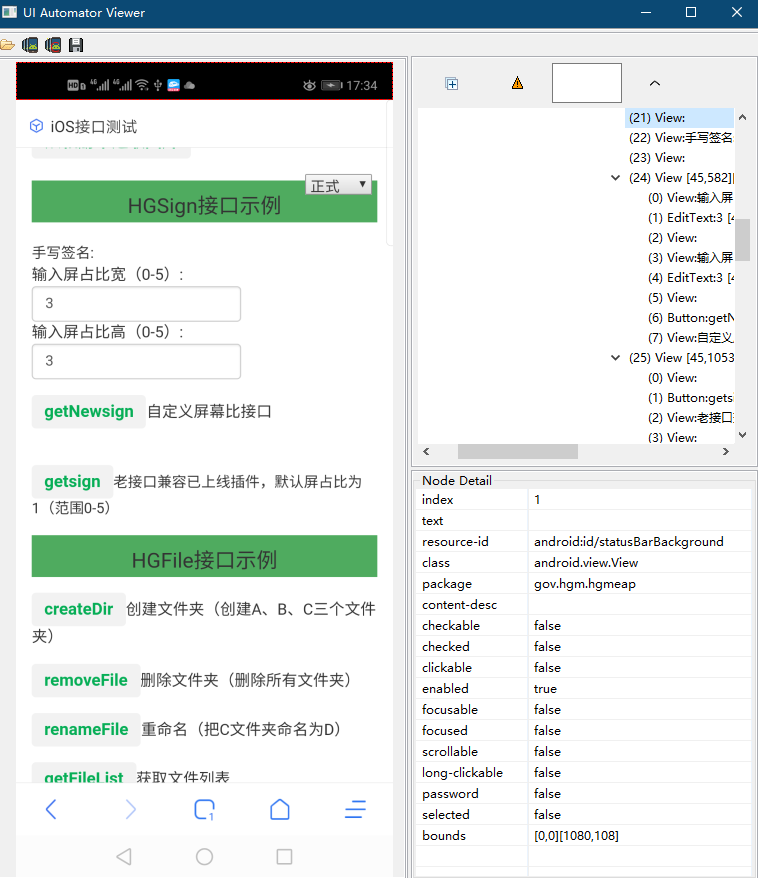 UI Automator Viewer
HD 4G 4G 17:34
iOS接口测试
正式
HGSign接口示例
手写签名:
输入屏占比宽（0-5）:
3
输入屏占比高（0-5）:
3
getNewsign 自定义屏幕比接口
getsign 老接口兼容已上线插件，默认屏占比为
1（范围0-5）
HGFile接口示例
createDir 创建文件夹（创建A、B、C三个文件
夹）
removeFile 删除文件夹（删除所有文件夹）
renameFile 重命名（把C文件夹命名为D）
getFileList 获取文件列表
1
(21) View:
(22) View:手写签名
(23) View:
(24) View [45,582][
(0) View:输入屏
(1) EditText:3 [4
(2) View:
(3) View:输入屏
(4) EditText:3 [4
(5) View:
(6) Button:getN
(7) View:自定义
(25) View [45,1053
(0) View:
(1) Button:gets
(2) View:老接口
(3) View:
Node Detail
index 1
text
resource-id android:id/statusBarBackground
class android.view.View
package gov.hgm.hgmeap
content-desc
checkable false
checked false
clickable false
enabled true
focusable false
focused false
scrollable false
long-clickable false
password false
selected false
bounds [0,0][1080,108]